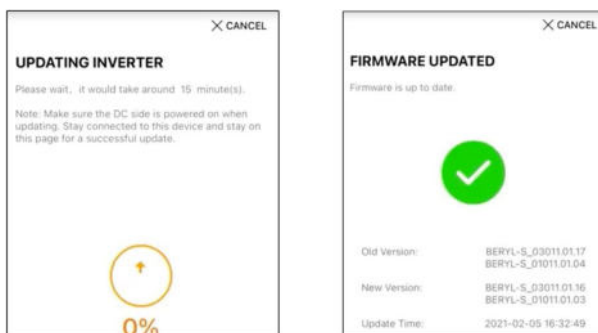 CANCEL
UPDATING INVERTER
Please wait, it would take around 15 minute(s).
Note: Make sure the DC side is powered on when
updating. Stay connected to this device and stay on
this page for a successful update.
0%
CANCEL
FIRMWARE UPDATED
Firmware is up to date.
Old Version: BERYL-S_03011.01.17
BERYL-S_01011.01.04
New Version: BERYL-S_03011.01.16
BERYL-S_01011.01.03
Update Time: 2021-02-05 16:32:49